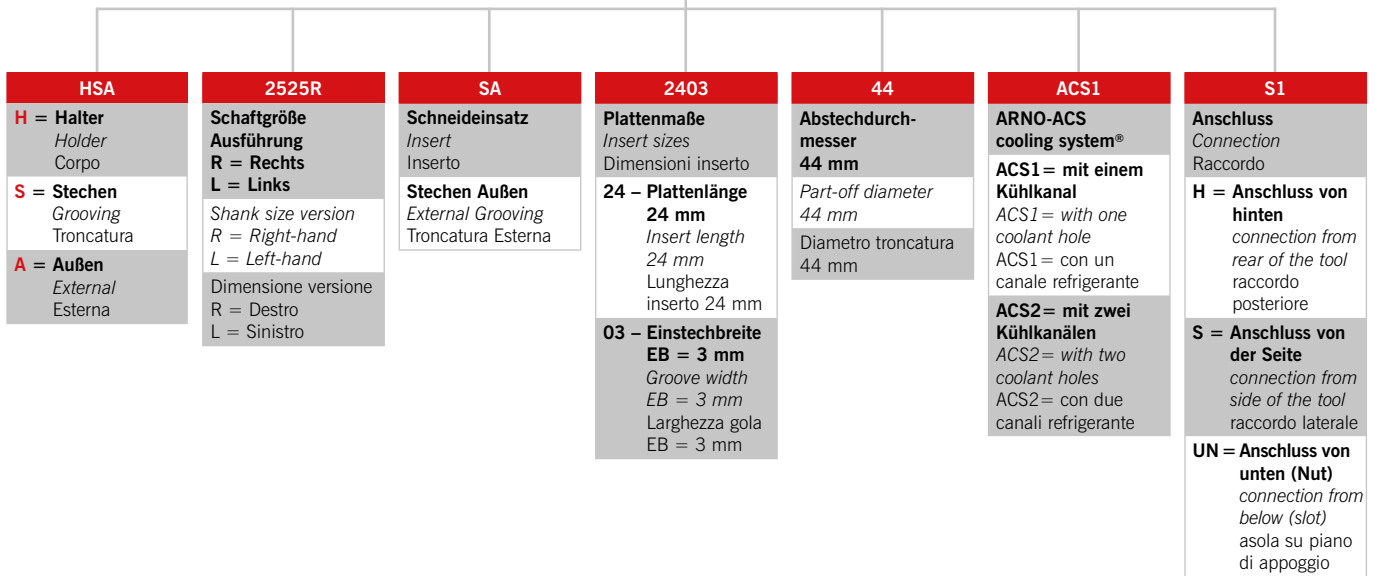 HSA
H = Halter
Holder
Corpo
S = Stechen
Grooving
Troncatura
A = Außen
External
Esterna
2525R
Schaftgröße
Ausführung
R = Rechts
L = Links
Shank size version
R = Right-hand
L = Left-hand
Dimensione versione
R = Destro
L = Sinistro
SA
Schneideinsatz
Insert
Inserto
Stechen Außen
External Grooving
Troncatura Esterna
2403
Plattenmaße
Insert sizes
Dimensioni inserto
24 – Plattenlänge
24 mm
Insert length
24 mm
Lunghezza
inserto 24 mm
03 – Einstechbreite
EB = 3 mm
Groove width
EB = 3 mm
Larghezza gola
EB = 3 mm
44
Abstechdurch-
messer
44 mm
Part-off diameter
44 mm
Diametro troncatura
44 mm
ACS1
ARNO-ACS
cooling system®
ACS1= mit einem
Kühlkanal
ACS1= with one
coolant hole
ACS1= con un
canale refrigerante
ACS2= mit zwei
Kühlkanälen
ACS2= with two
coolant holes
ACS2= con due
canali refrigerante
S1
Anschluss
Connection
Raccordo
H = Anschluss von
hinten
connection from
rear of the tool
raccordo
posteriore
S = Anschluss von
der Seite
connection from
side of the tool
raccordo laterale
UN = Anschluss von
unten (Nut)
connection from
below (slot)
asola su piano
di appoggio